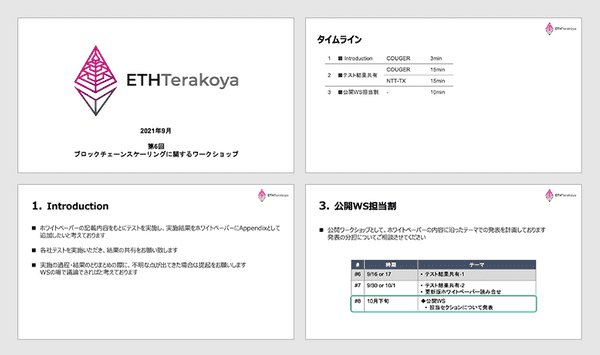 ETHTerakoya
2021年9月
第6回
ブロックチェーンスケーリングに関するワークショップ
ETHTerakoya
タイムライン
1 ■ Introduction COUGER 3min
2 ■テスト結果共有 COUGER 15min
NTT-TX 15min
3 ■公開WS担当割 - 10min
ETHTerakoya
1. Introduction
■ ホワイトペーパーの記載内容をもとにテストを実施し、実施結果をホワイトペーパーにAppendixとして
追加したいと考えております
■ 各社テストを実施いただき、結果の共有をお願い致します
■ 実施の過程・結果のとりまとめの際に、不明な点が出てきた場合は提起をお願いします
WSの場で議論できればと考えております
ETHTerakoya
3. 公開WS担当割
■ 公開ワークショップとして、ホワイトペーパーの内容に沿ったテーマでの発表を計画しております
発表の分担についてご相談させてください
# 時期 テーマ
#6 9/16 or 17 • テスト結果共有-1
#7 9/30 or 10/1 • テスト結果共有-2
• 更新版ホワイトペーパー読み合せ
#8 10月下旬 ◆公開WS
• 担当セクションについて発表